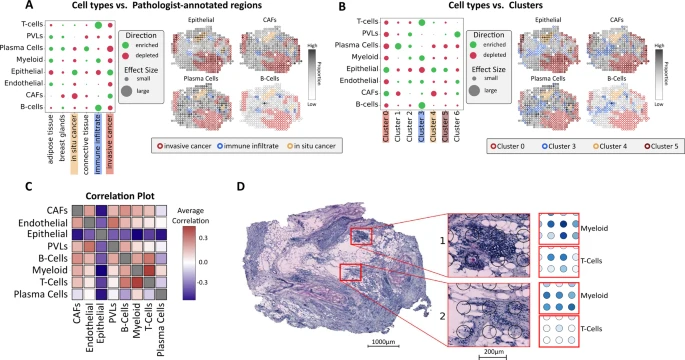 A
Cell types vs. Pathologist-annotated regions
T-cells
PVLs
Plasma Cells
Myeloid
Epithelial
Endothelial
CAFs
B-cells
adipose tissue
breast glands
in situ cancer
connective tissue
immune infiltrate
invasive cancer
Direction
enriched
depleted
Effect Size
small
large
Epithelial
CAFs
Plasma Cells
B-Cells
High
Proportion
Low
invasive cancer
immune infiltrate
in situ cancer
B
Cell types vs. Clusters
T-cells
PVLs
Plasma Cells
Myeloid
Epithelial
Endothelial
CAFs
B-cells
Cluster 0
Cluster 1
Cluster 2
Cluster 3
Cluster 4
Cluster 5
Cluster 6
Direction
enriched
depleted
Effect Size
small
large
Epithelial
CAFs
Plasma Cells
B-Cells
High
Proportion
Low
Cluster 0
Cluster 3
Cluster 4
Cluster 5
C
Correlation Plot
CAFs
Endothelial
Epithelial
PVLs
B-Cells
Myeloid
T-Cells
Plasma Cells
CAFs
Endothelial
Epithelial
PVLs
B-Cells
Myeloid
T-Cells
Plasma Cells
Average
Correlation
0.3
0.0
-0.3
D
1000µm
1
2
200µm
Myeloid
T-Cells
Myeloid
T-Cells